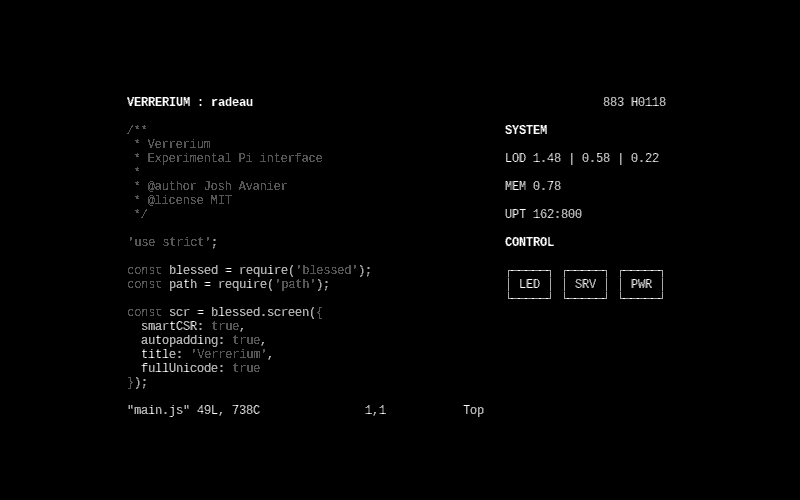 VERRERIUM : radeau
883 H0118
/**
 * Verrerium
 * Experimental Pi interface
 *
 * @author Josh Avanier
 * @license MIT
 */
'use strict';
const blessed = require('blessed');
const path = require('path');
const scr = blessed.screen({
  smartCSR: true,
  autopadding: true,
  title: 'Verrerium',
  fullUnicode: true
});
"main.js" 49L, 738C 1,1 Top
SYSTEM
LOD 1.48 | 0.58 | 0.22
MEM 0.78
UPT 162:800
CONTROL
LED SRV PWR